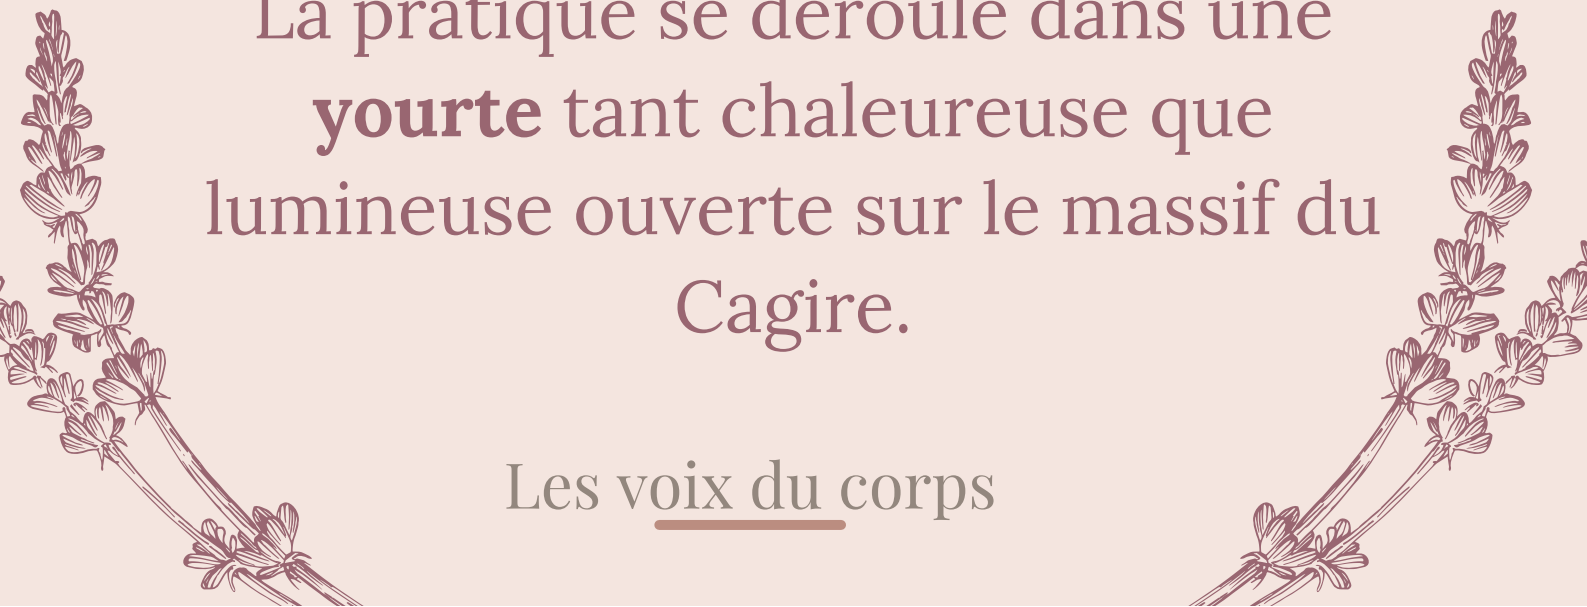 La pratique se déroule dans une
yourte tant chaleureuse que
lumineuse ouverte sur le massif du
Cagire.
Les voix du corps